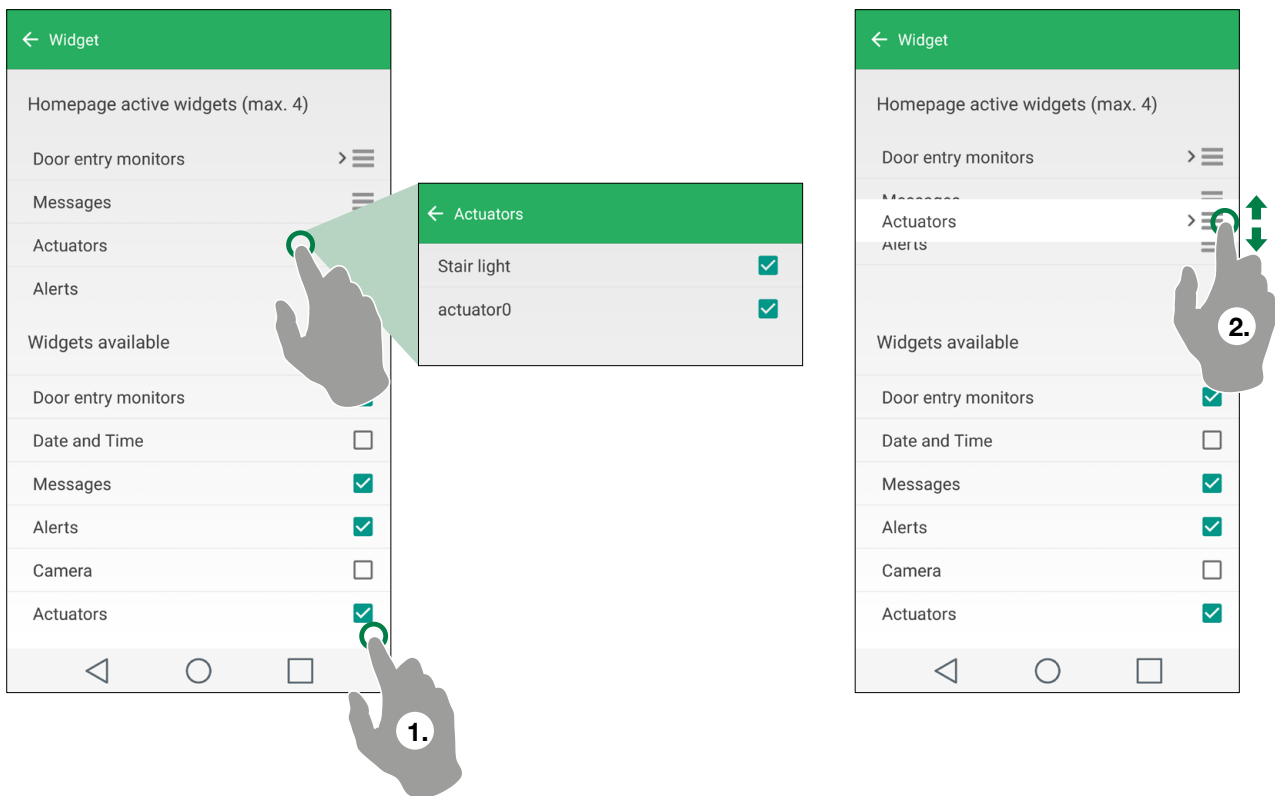 Widget
Homepage active widgets (max. 4)
Door entry monitors
Messages
Actuators
Alerts
Widgets available
Door entry monitors
Date and Time
Messages
Alerts
Camera
Actuators
1.
Actuators
Stair light
actuator0
Widget
Homepage active widgets (max. 4)
Door entry monitors
Messages
Actuators
Alerts
2.
Widgets available
Door entry monitors
Date and Time
Messages
Alerts
Camera
Actuators